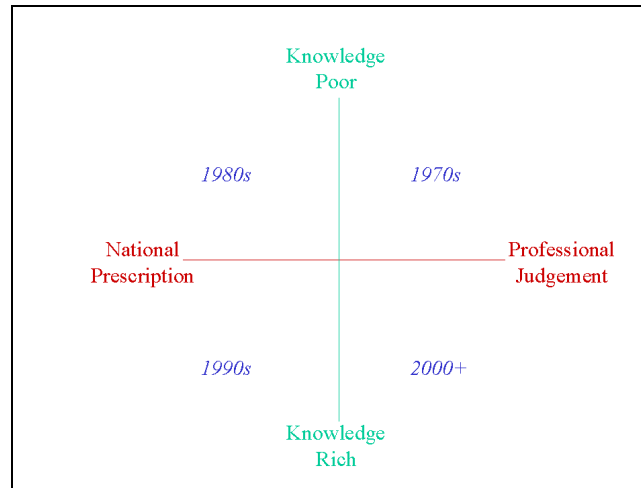 Knowledge
Poor
1980s
1970s
National
Prescription
Professional
Judgement
1990s
2000+
Knowledge
Rich